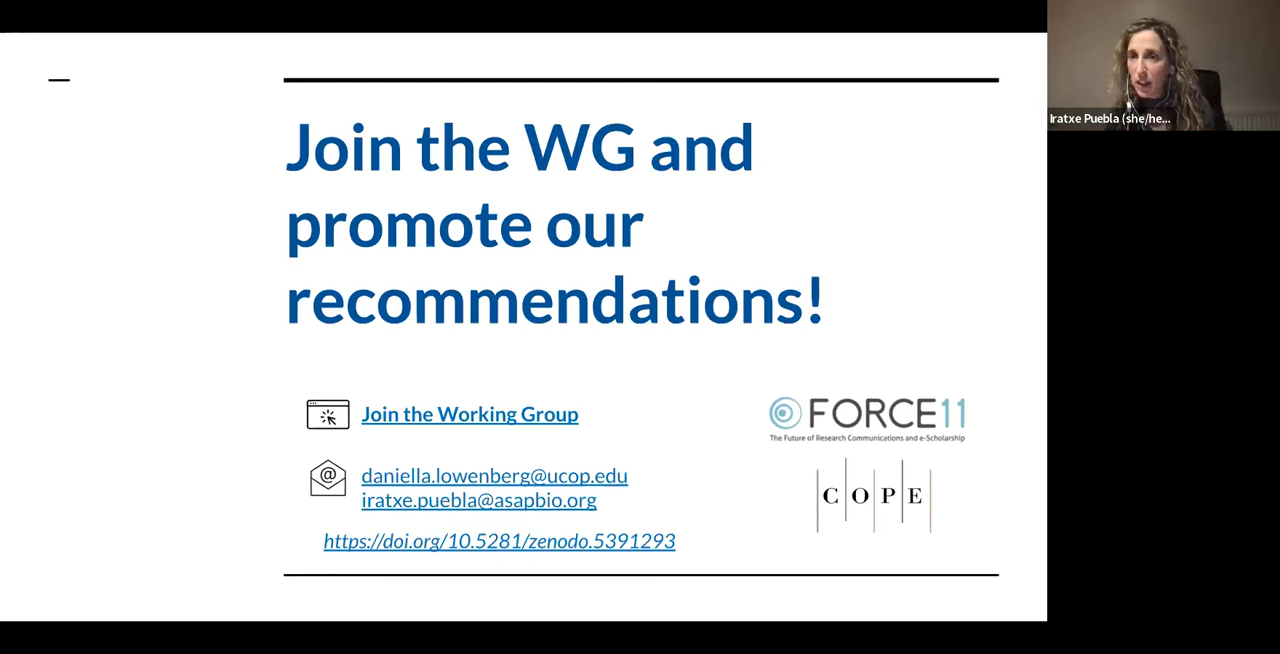 Join the WG and
promote our
recommendations!
Join the Working Group
daniella.lowenberg@ucop.edu
iratxe.puebla@asapbio.org
https://doi.org/10.5281/zenodo.5391293
FORCE11
The Future of Research Communications and e-Scholarship
COPE
Iratxe Puebla (she/he...